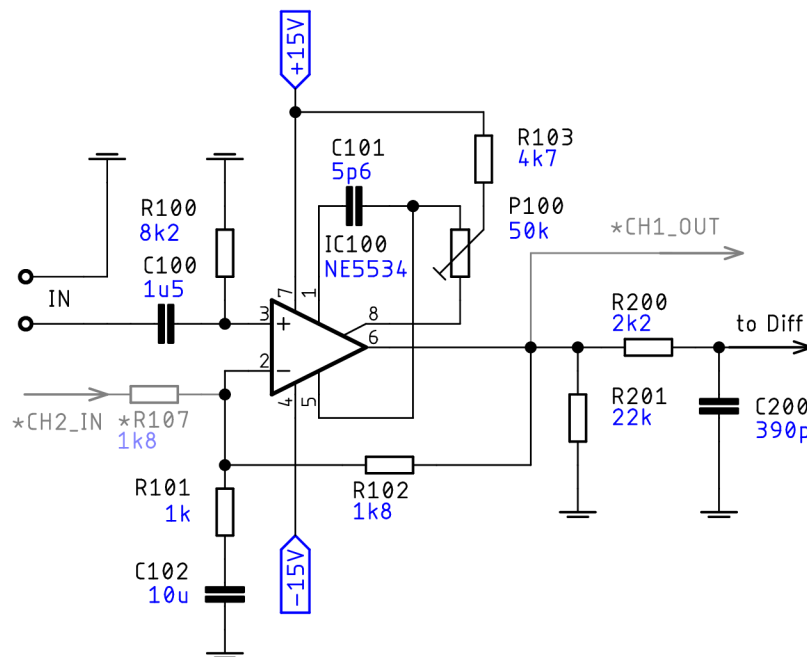 +15V
R103
4k7
C101
5p6
R100
8k2
P100
50k
*CH1_OUT
C100
1u5
IC100
NE5534
IN
7
1
3
+
8
6
R200
2k2
to Diff
2
−
4
5
*CH2_IN
*R107
1k8
R201
22k
C200
390p
R101
1k
R102
1k8
C102
10u
−15V